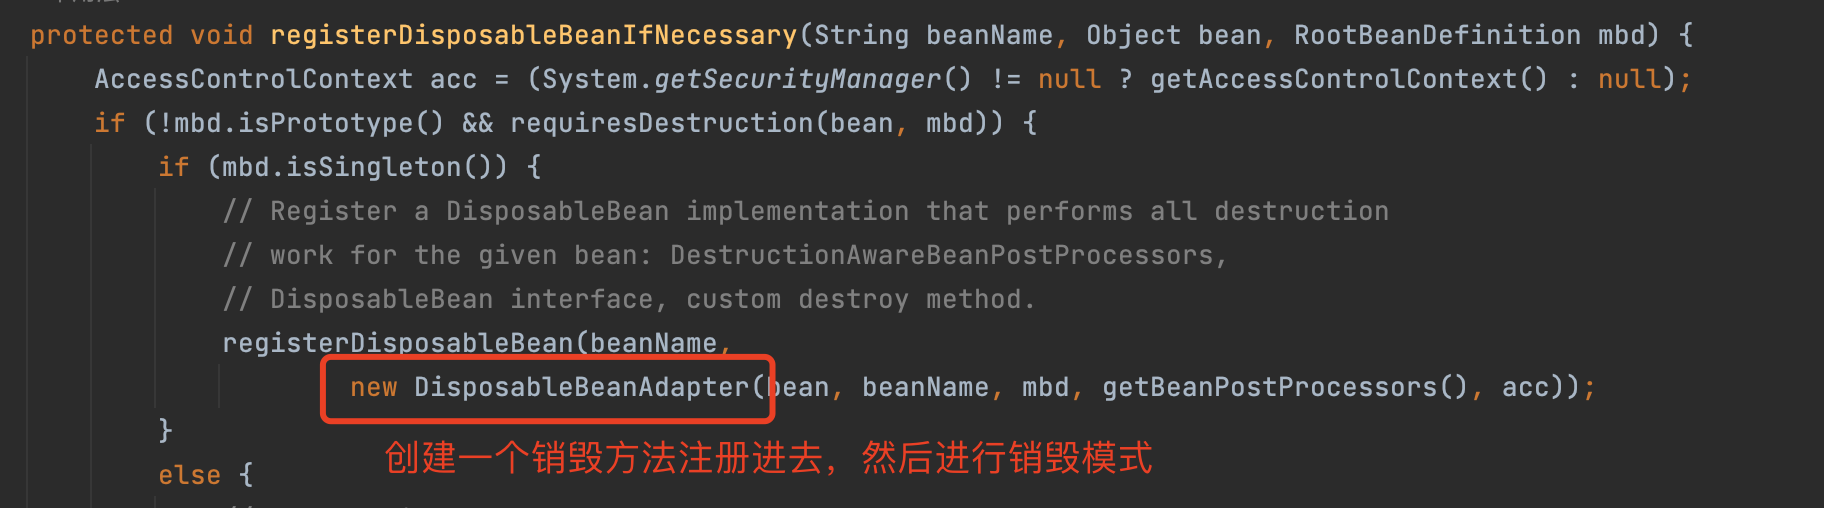 protected void registerDisposableBeanIfNecessary(String beanName, Object bean, RootBeanDefinition mbd) {
AccessControlContext acc = (System.getSecurityManager() != null ? getAccessControlContext() : null);
if (!mbd.isPrototype() && requiresDestruction(bean, mbd)) {
if (mbd.isSingleton()) {
// Register a DisposableBean implementation that performs all destruction
// work for the given bean: DestructionAwareBeanPostProcessors,
// DisposableBean interface, custom destroy method.
registerDisposableBean(beanName,
new DisposableBeanAdapter(bean, beanName, mbd, getBeanPostProcessors(), acc));
}
创建一个销毁方法注册进去，然后进行销毁模式
else {